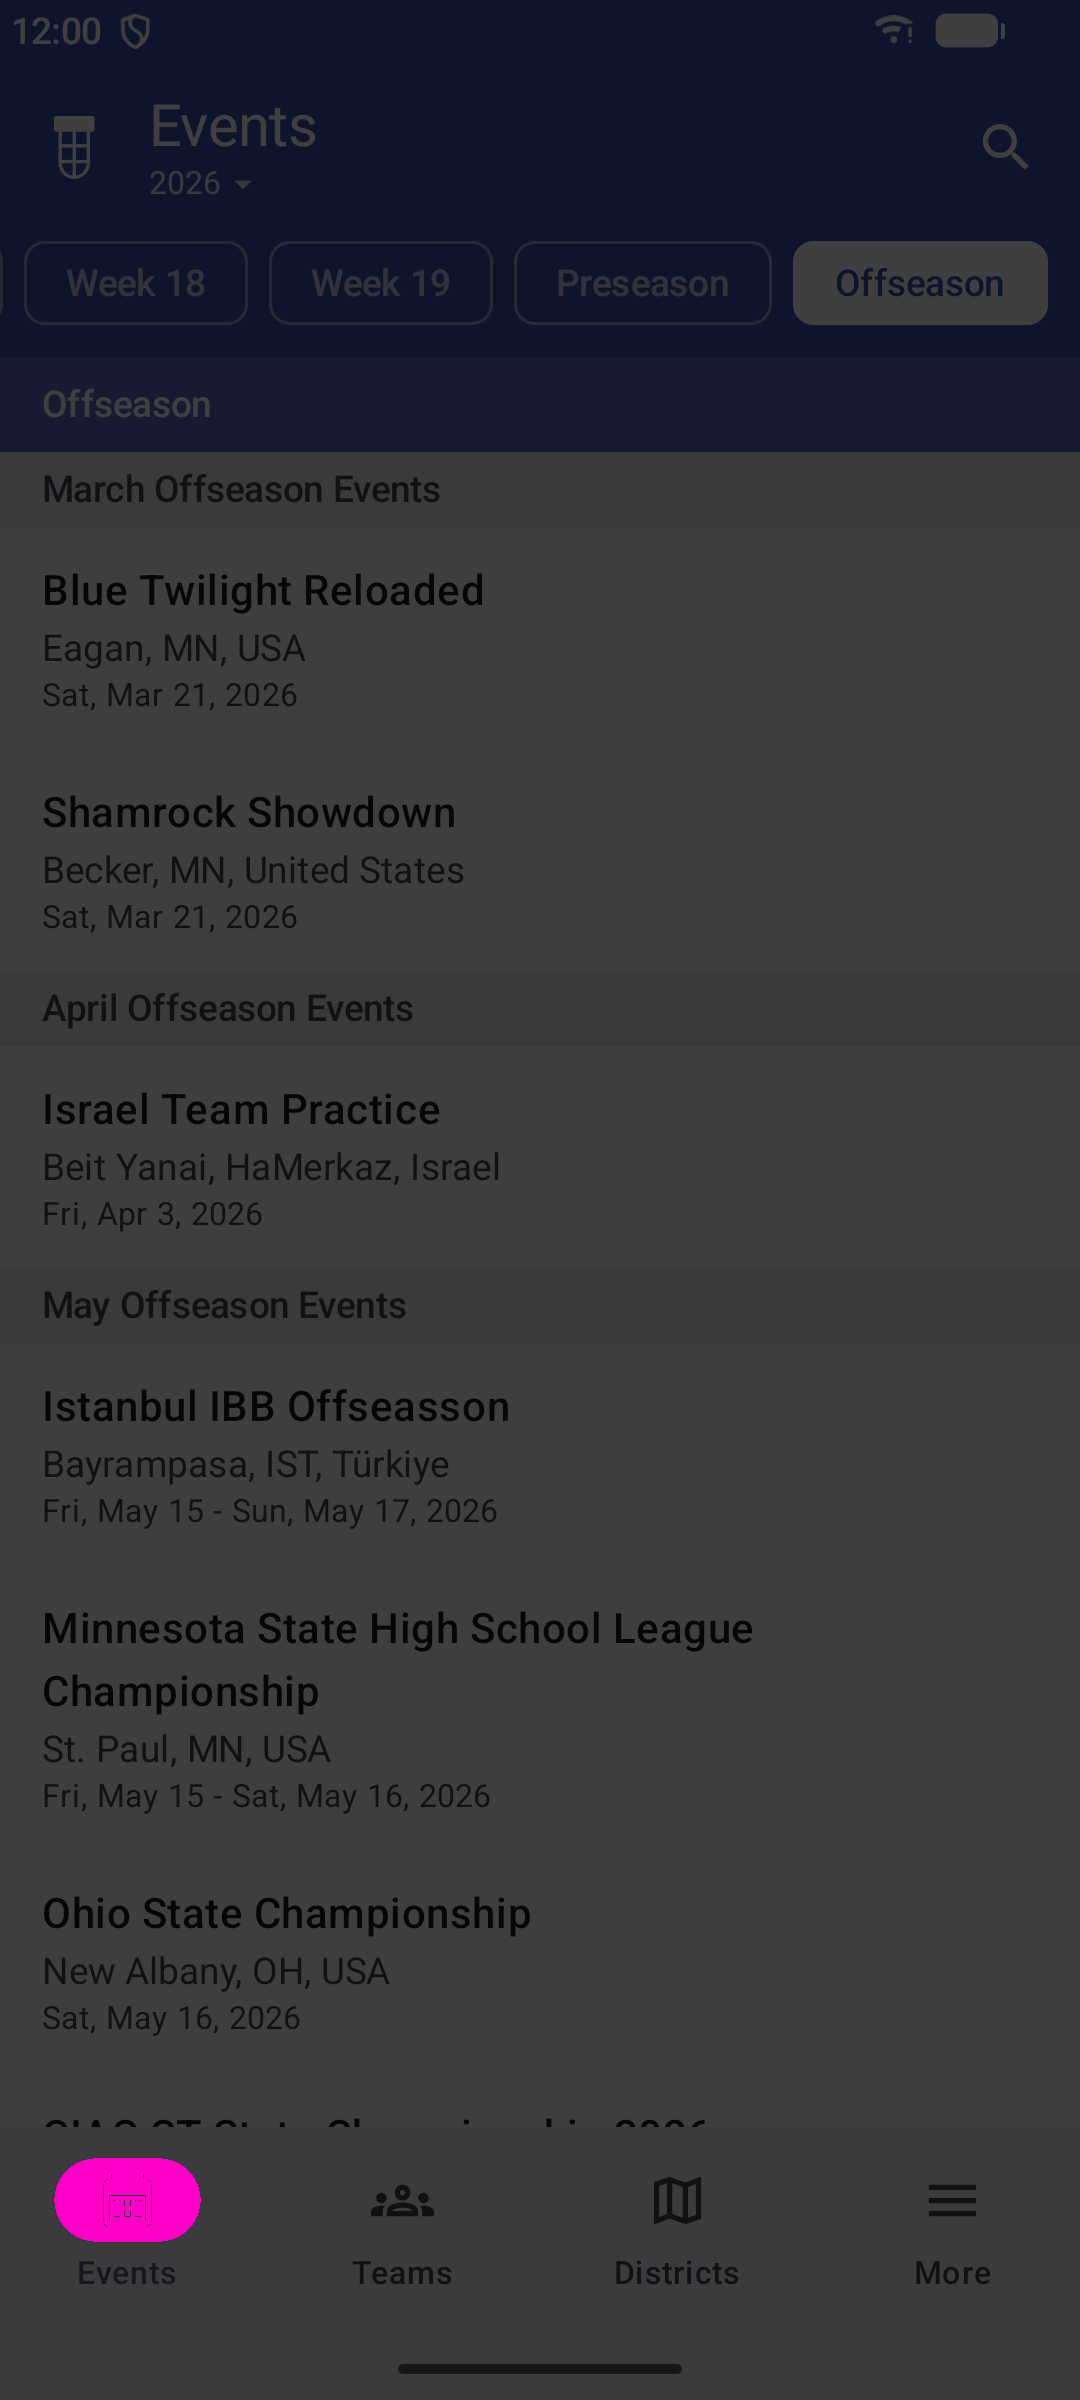 12:00
Events
2026
Week 18
Week 19
Preseason
Offseason
Offseason
March Offseason Events
Blue Twilight Reloaded
Eagan, MN, USA
Sat, Mar 21, 2026
Shamrock Showdown
Becker, MN, United States
Sat, Mar 21, 2026
April Offseason Events
Israel Team Practice
Beit Yanai, HaMerkaz, Israel
Fri, Apr 3, 2026
May Offseason Events
Istanbul IBB Offseasson
Bayrampasa, IST, Türkiye
Fri, May 15 - Sun, May 17, 2026
Minnesota State High School League
Championship
St. Paul, MN, USA
Fri, May 15 - Sat, May 16, 2026
Ohio State Championship
New Albany, OH, USA
Sat, May 16, 2026
Events
Teams
Districts
More